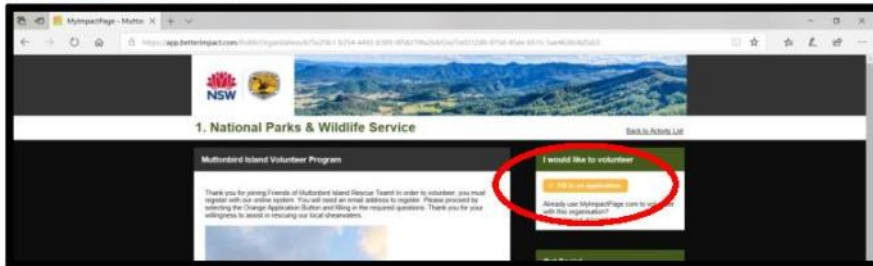 MyImpactPage - Mutton
https://app.betterimpact.com
NSW
1. National Parks & Wildlife Service
Back to Activity List
Muttonbird Island Volunteer Program
I would like to volunteer
Thank you for joining Friends of Muttonbird Island Rescue Team! In order to volunteer, you must
register with our online system. You will need an email address to register. Please proceed by
selecting the Orange Application Button and filling in the required questions. Thank you for your
willingness to assist in rescuing our local shearwaters.
Fill in an application
Already use MyImpactPage.com to volunteer
with this organisation?